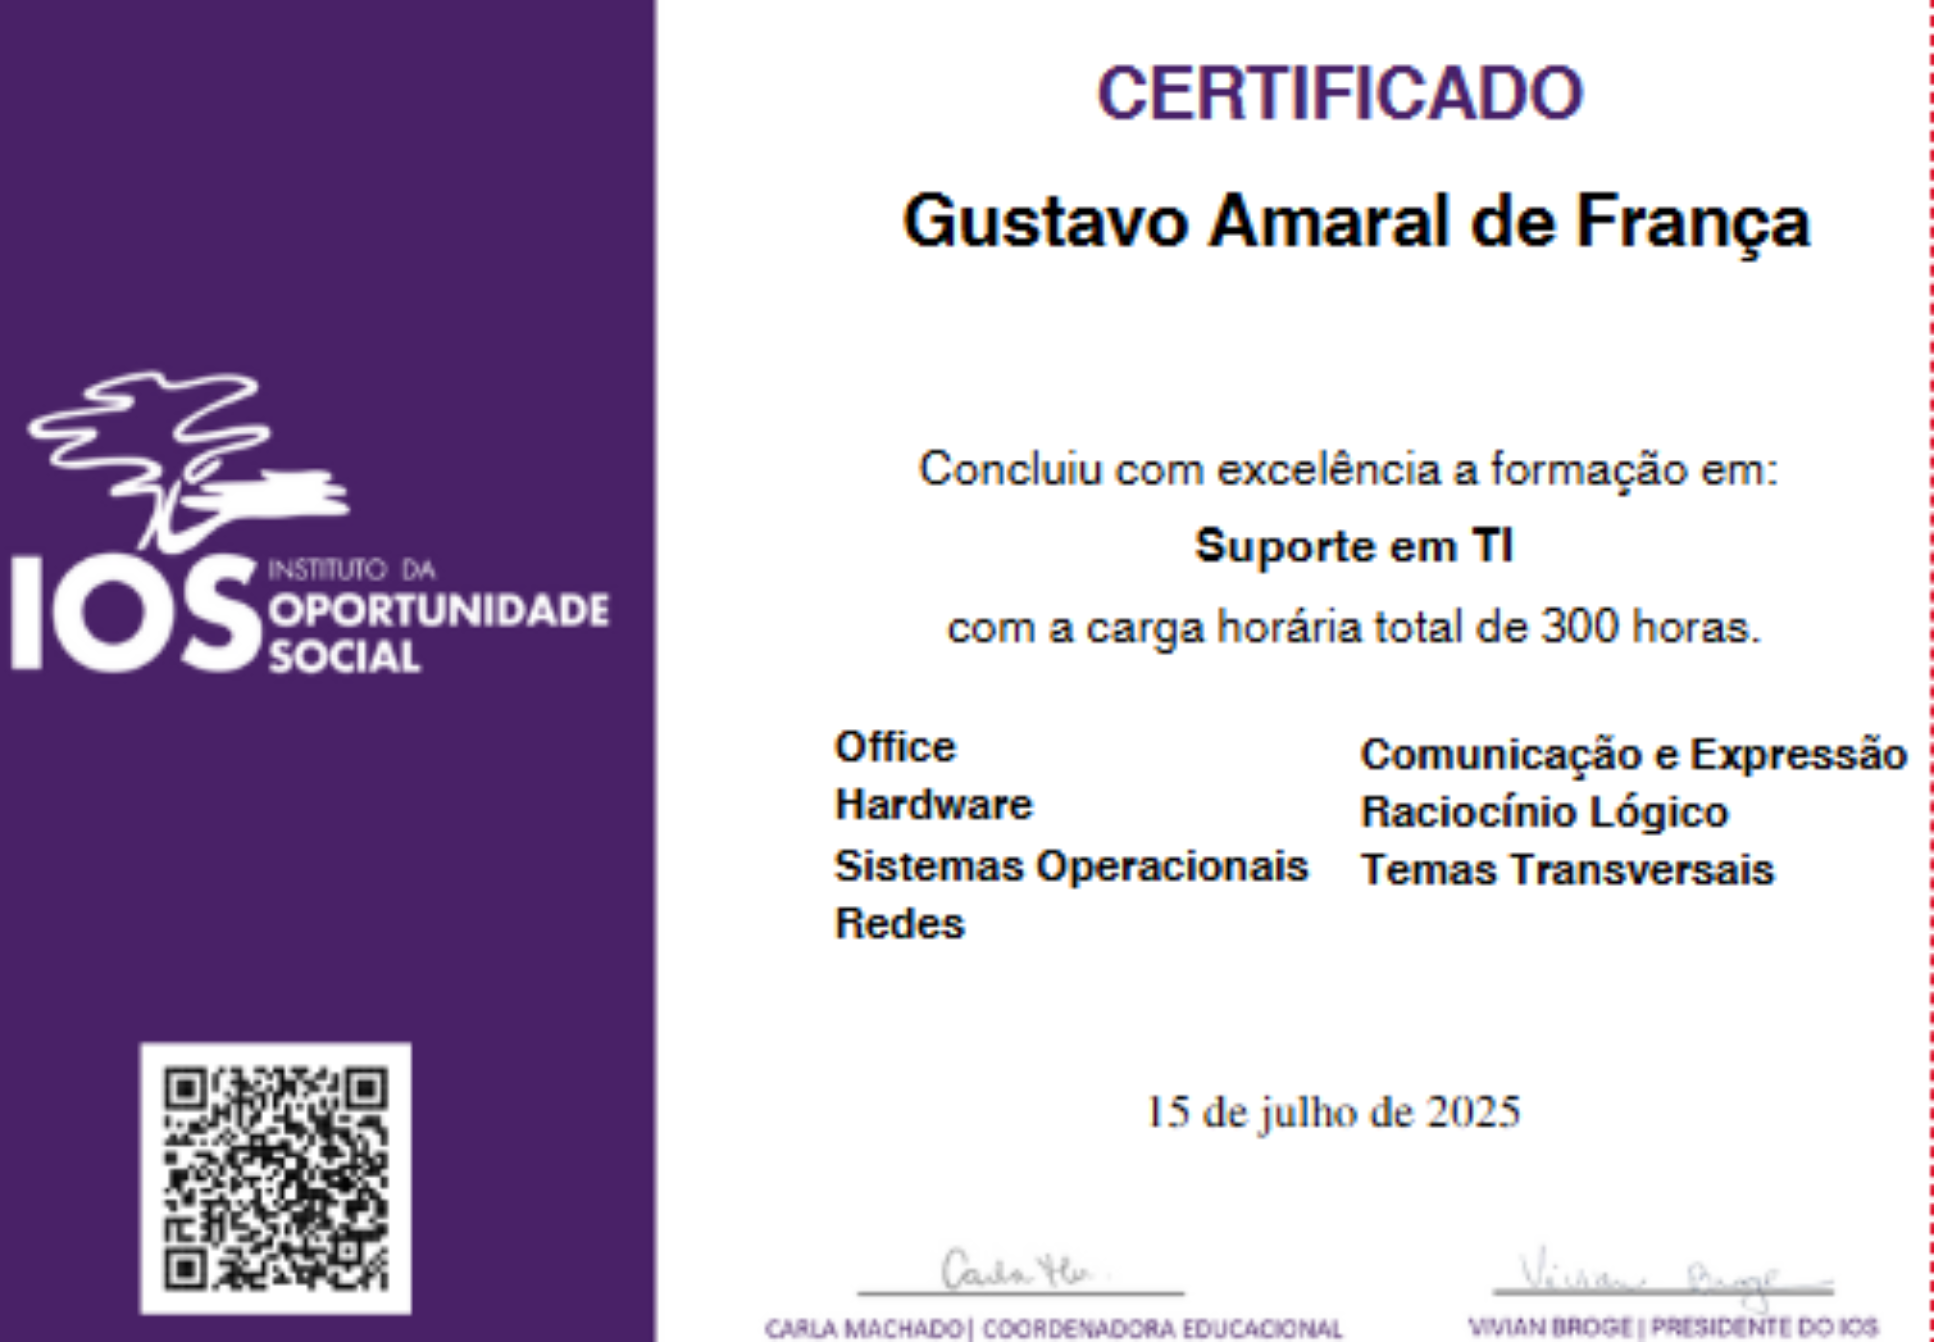 CERTIFICADO
Gustavo Amaral de França
Concluiu com excelência a formação em:
Suporte em TI
com a carga horária total de 300 horas.
IOS INSTITUTO DA
OPORTUNIDADE
SOCIAL
Office
Hardware
Sistemas Operacionais
Redes
Comunicação e Expressão
Raciocínio Lógico
Temas Transversais
15 de julho de 2025
Vivian Broge
CARLA MACHADO| COORDENADORA EDUCACIONAL
VIVIAN BROGE | PRESIDENTE DO IOS